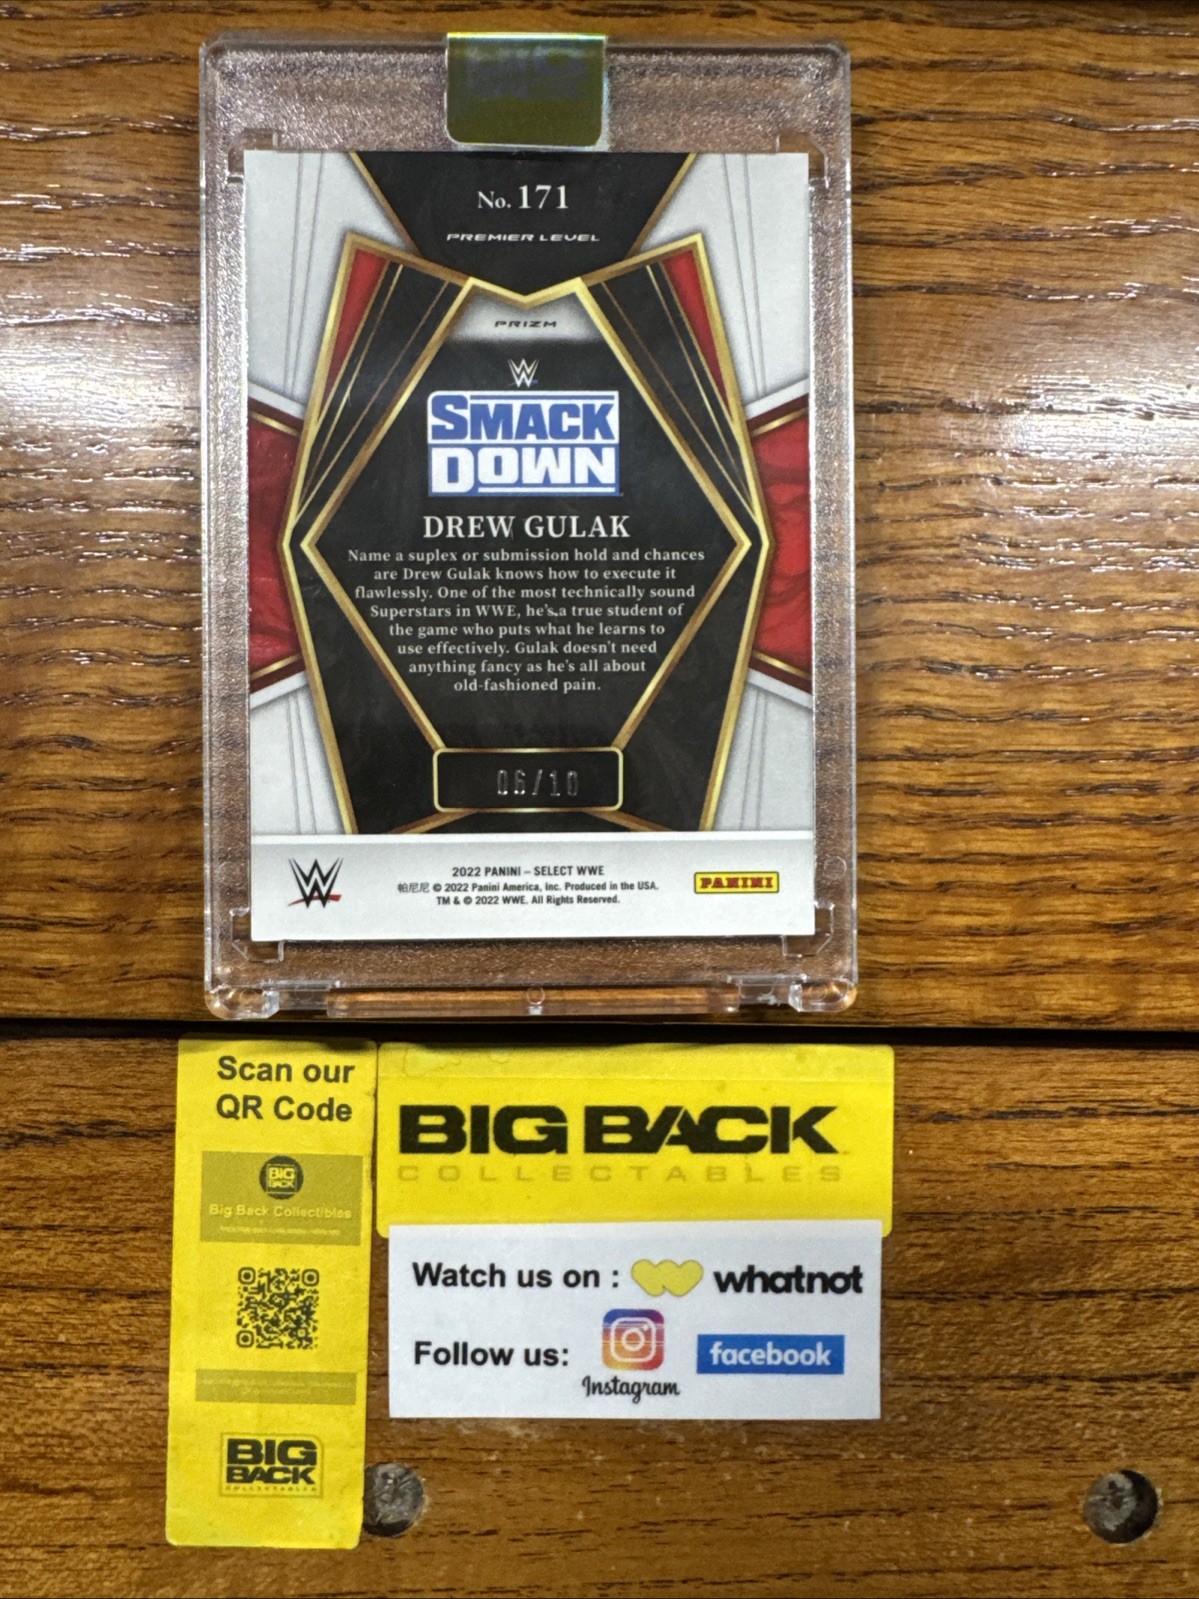 No. 171
PREMIER LEVEL
PRIZM
W
SMACK
DOWN
DREW GULAK
Name a suplex or submission hold and chances
are Drew Gulak knows how to execute it
flawlessly. One of the most technically sound
Superstars in WWE, he's a true student of
the game who puts what he learns to
use effectively. Gulak doesn't need
anything fancy as he's all about
old-fashioned pain.
06/10
W
2022 PANINI – SELECT WWE
帕尼尼 © 2022 Panini America, Inc. Produced in the USA.
TM & © 2022 WWE. All Rights Reserved.
PANINI
Scan our
QR Code
BIG
BACK
Big Back Collectibles
BIG
BACK
COLLECTABLES
BIG BACK
COLLECTABLES
Watch us on : whatnot
Follow us: Instagram facebook